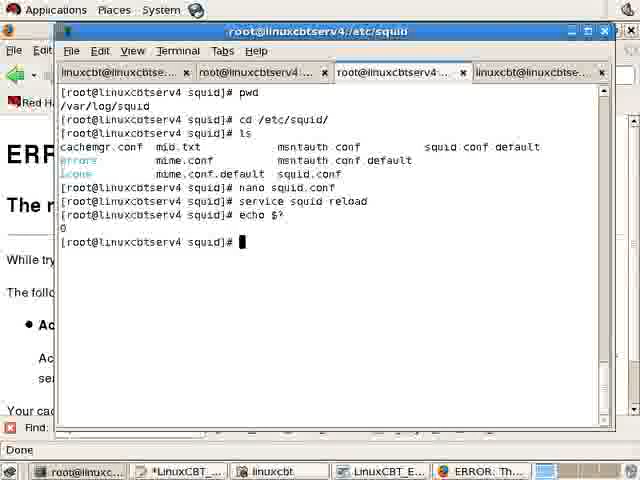 Applications Places System
root@linuxcbtserv4:/etc/squid
File Edit
File Edit View Terminal Tabs Help
linuxcbt@linuxcbtse... root@linuxcbtserv4 ... root@linuxcbtserv4 ... linuxcbt@linuxcbtse...
Red Ha
[root@linuxcbtserv4 squid]# pwd
/var/log/squid
[root@linuxcbtserv4 squid]# cd /etc/squid/
[root@linuxcbtserv4 squid]# ls
cachemgr.conf mib.txt msntauth.conf squid.conf.default
errors mime.conf msntauth.conf.default
icons mime.conf.default squid.conf
[root@linuxcbtserv4 squid]# nano squid.conf
[root@linuxcbtserv4 squid]# service squid reload
[root@linuxcbtserv4 squid]# echo $?
0
[root@linuxcbtserv4 squid]#
ERR
The r
While try
The follo
Ac
Ac
ser
Your cac
Find:
Done
root@linuxc... *LinuxCBT_... linuxcbt LinuxCBT_E... ERROR: Th...